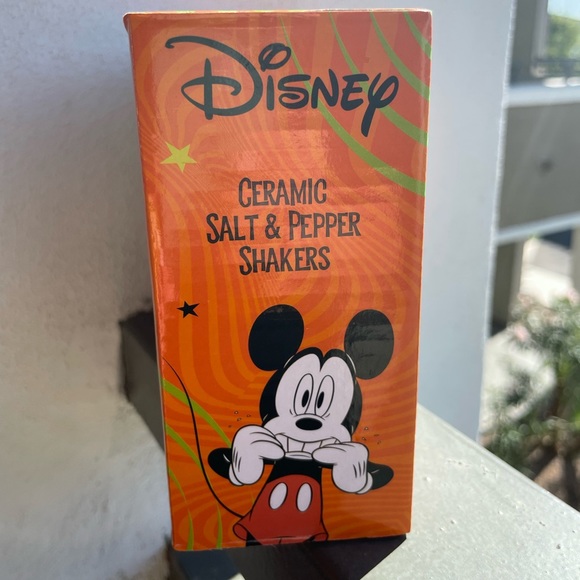 Disney
Ceramic
Salt & Pepper
Shakers